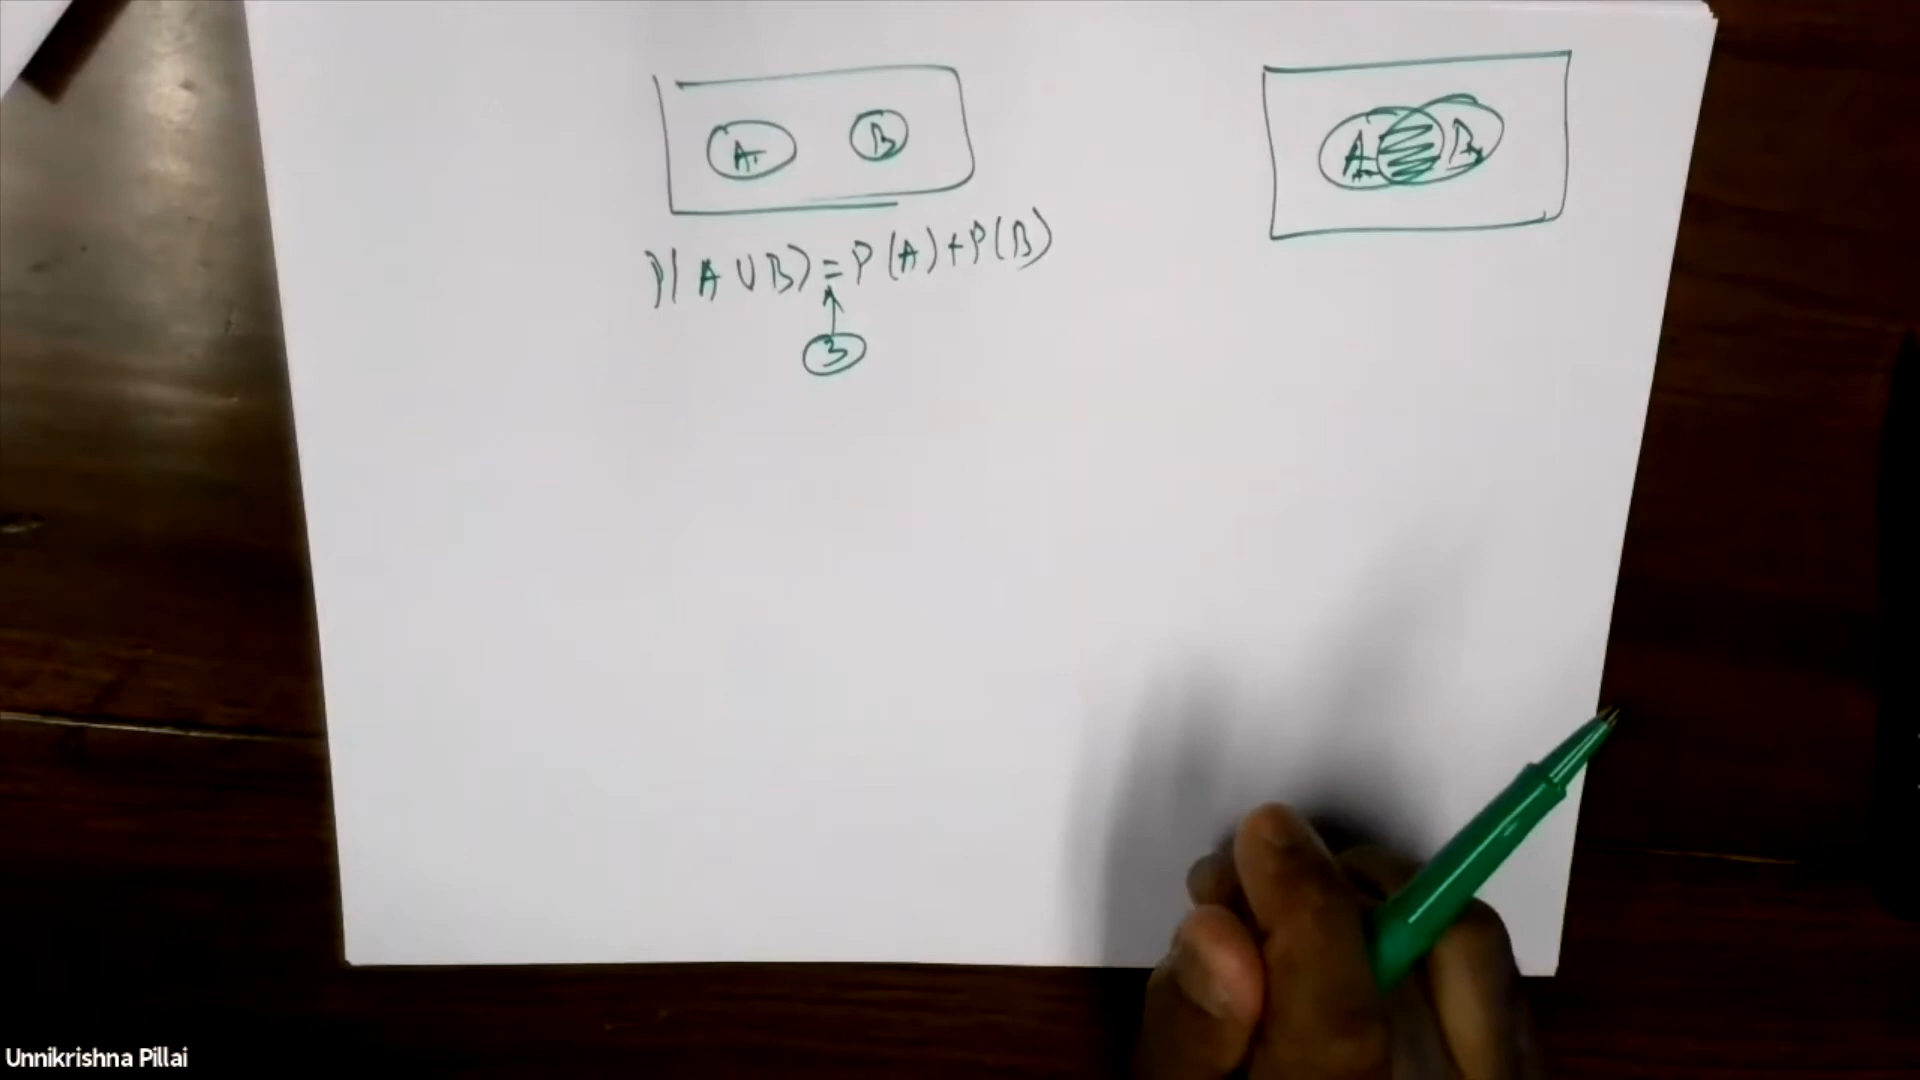 A B
A B
P(A ∪ B) = P(A) + P(B)
3
Unnikrishna Pillai